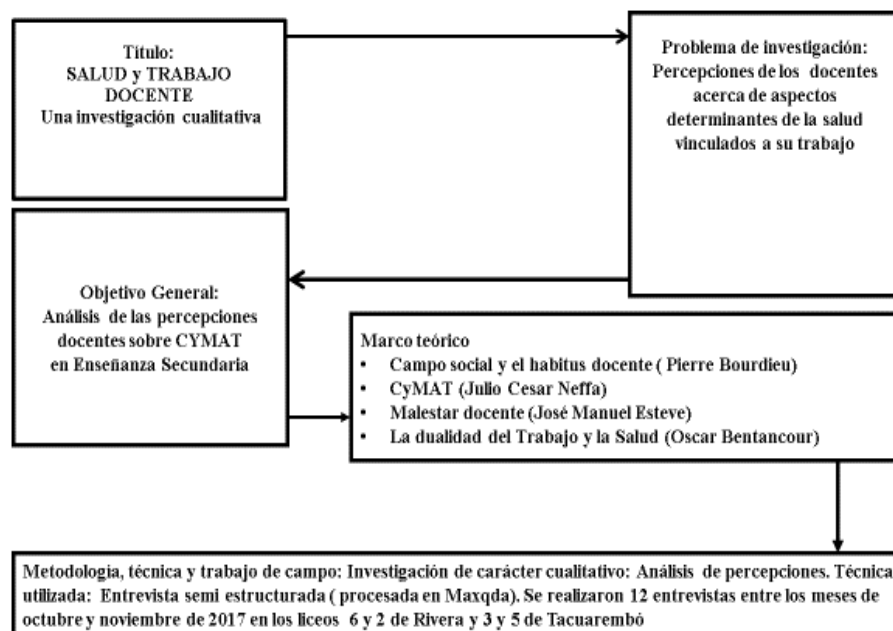 Título:
SALUD y TRABAJO
DOCENTE
Una investigación cualitativa
Problema de investigación:
Percepciones de los docentes
acerca de aspectos
determinantes de la salud
vinculados a su trabajo
Objetivo General:
Análisis de las percepciones
docentes sobre CYMAT
en Enseñanza Secundaria
Marco teórico
• Campo social y el habitus docente ( Pierre Bourdieu)
• CyMAT (Julio Cesar Neffa)
• Malestar docente (José Manuel Esteve)
• La dualidad del Trabajo y la Salud (Oscar Bentancour)
Metodología, técnica y trabajo de campo: Investigación de carácter cualitativo: Análisis de percepciones. Técnica
utilizada: Entrevista semi estructurada ( procesada en Maxqda). Se realizaron 12 entrevistas entre los meses de
octubre y noviembre de 2017 en los liceos 6 y 2 de Rivera y 3 y 5 de Tacuarembó